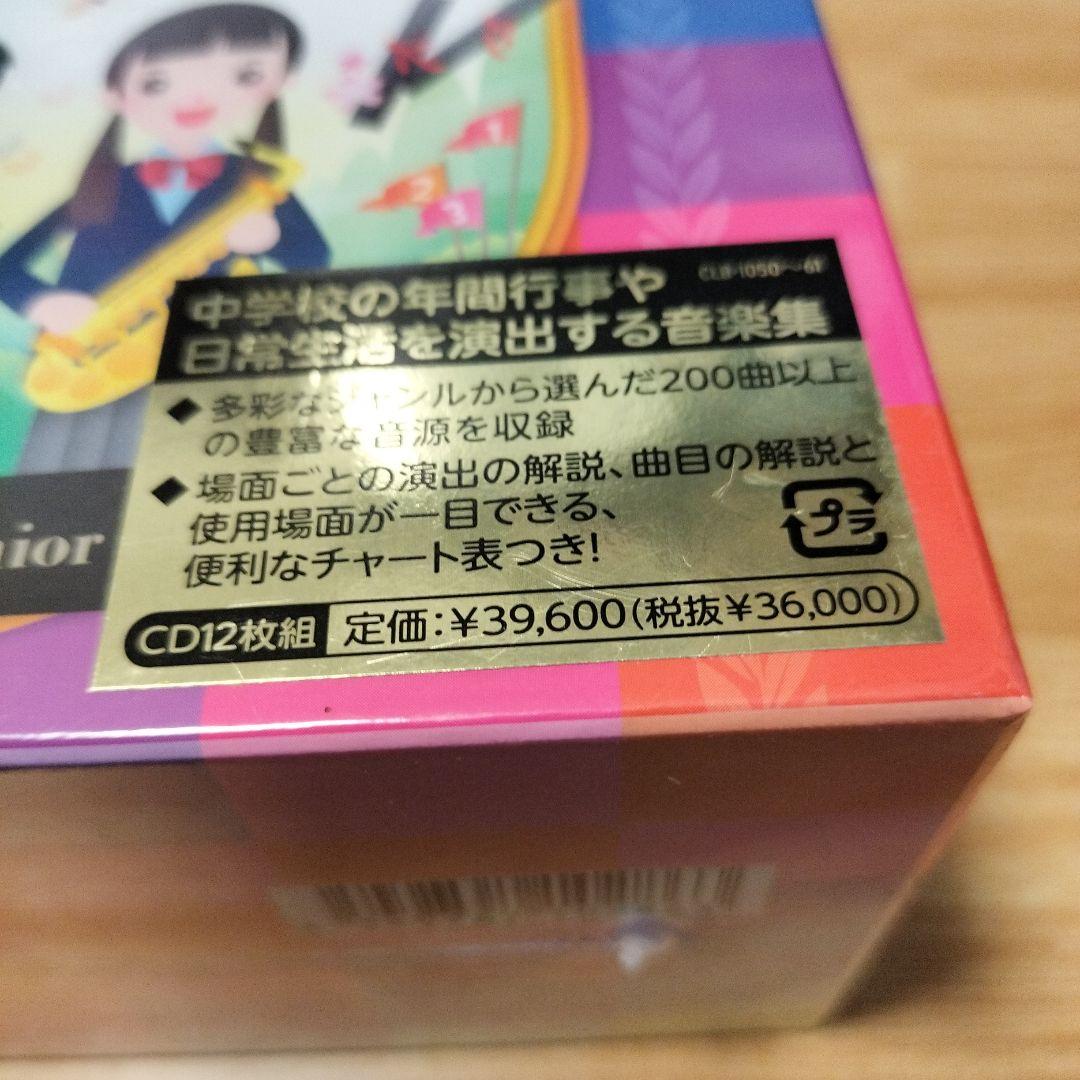 1
2
3
中学校の年間行事や
日常生活を演出する音楽集
◆多彩なジャンルから選んだ200曲以上
の豊富な音源を収録
◆場面ごとの演出の解説、曲目の解説と
使用場面が一目できる、
便利なチャート表つき!
プラ
CD12枚組 定価:¥39,600(税抜¥36,000)